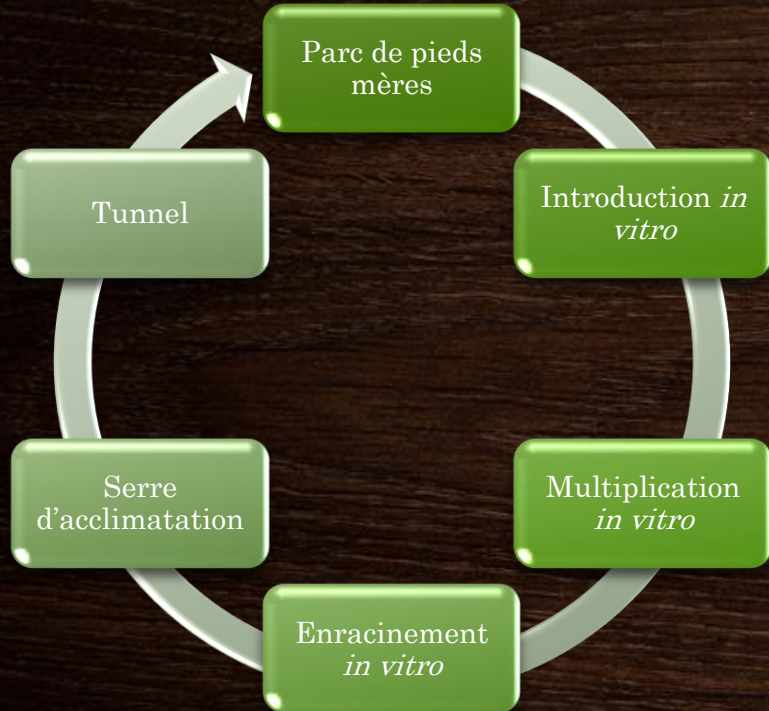 Parc de pieds
mères
Introduction in
vitro
Multiplication
in vitro
Enracinement
in vitro
Serre
d'acclimatation
Tunnel